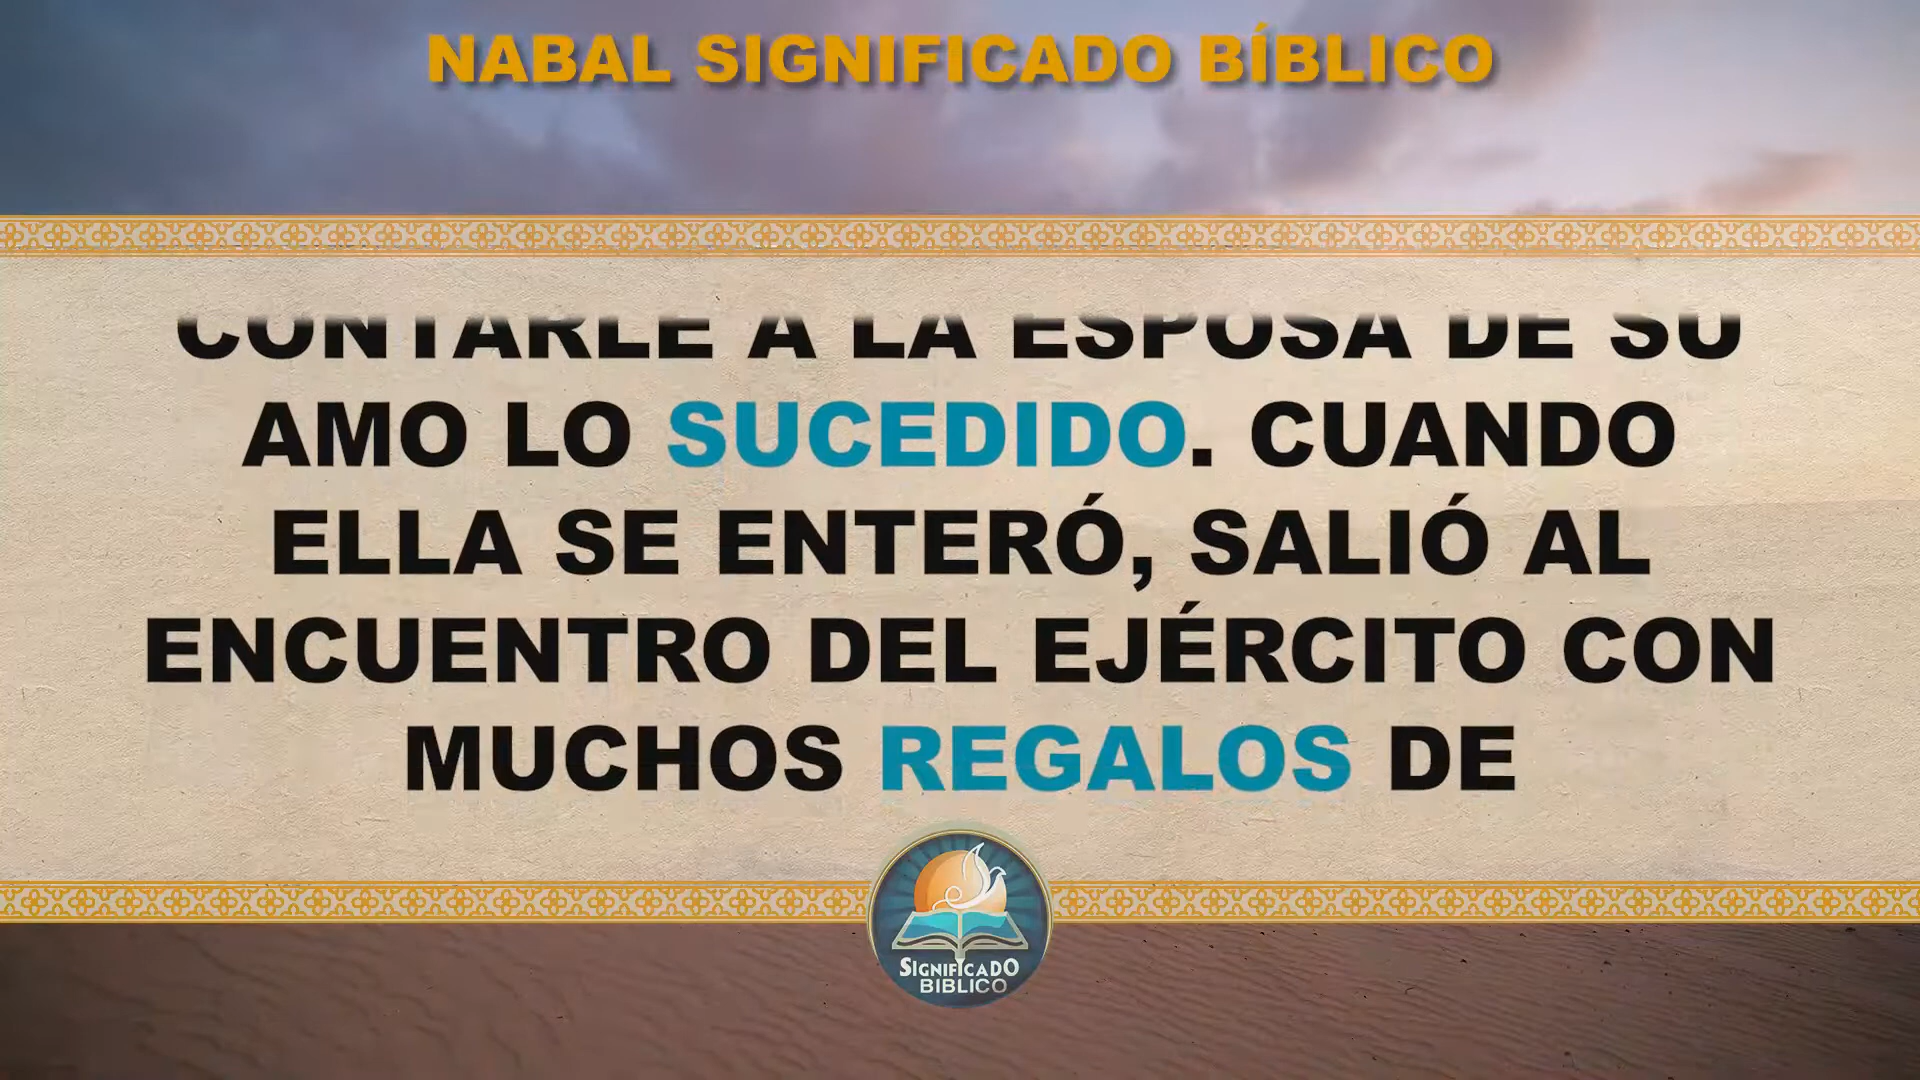 NABAL SIGNIFICADO BÍBLICO
CONTARLE A LA ESPOSA DE SU
AMO LO SUCEDIDO. CUANDO
ELLA SE ENTERÓ, SALIÓ AL
ENCUENTRO DEL EJÉRCITO CON
MUCHOS REGALOS DE
SIGNIFICADO
BIBLICO